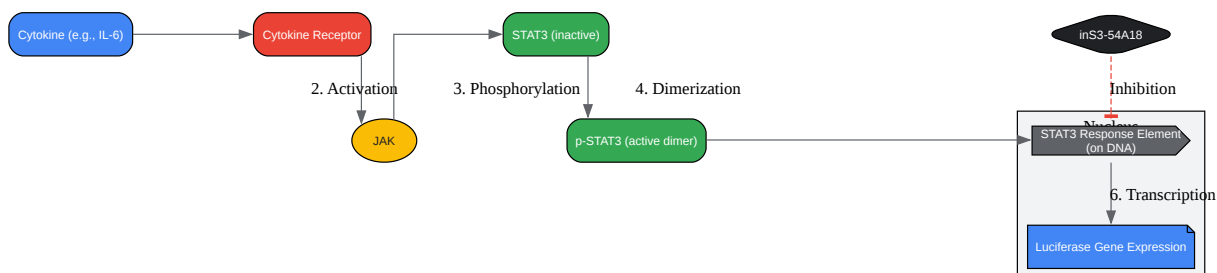 Cytokine (e.g., IL-6)
Cytokine Receptor
STAT3 (inactive)
inS3-54A18
2. Activation
3. Phosphorylation
4. Dimerization
Inhibition
Nucleus
JAK
p-STAT3 (active dimer)
STAT3 Response Element
(on DNA)
6. Transcription
Luciferase Gene Expression